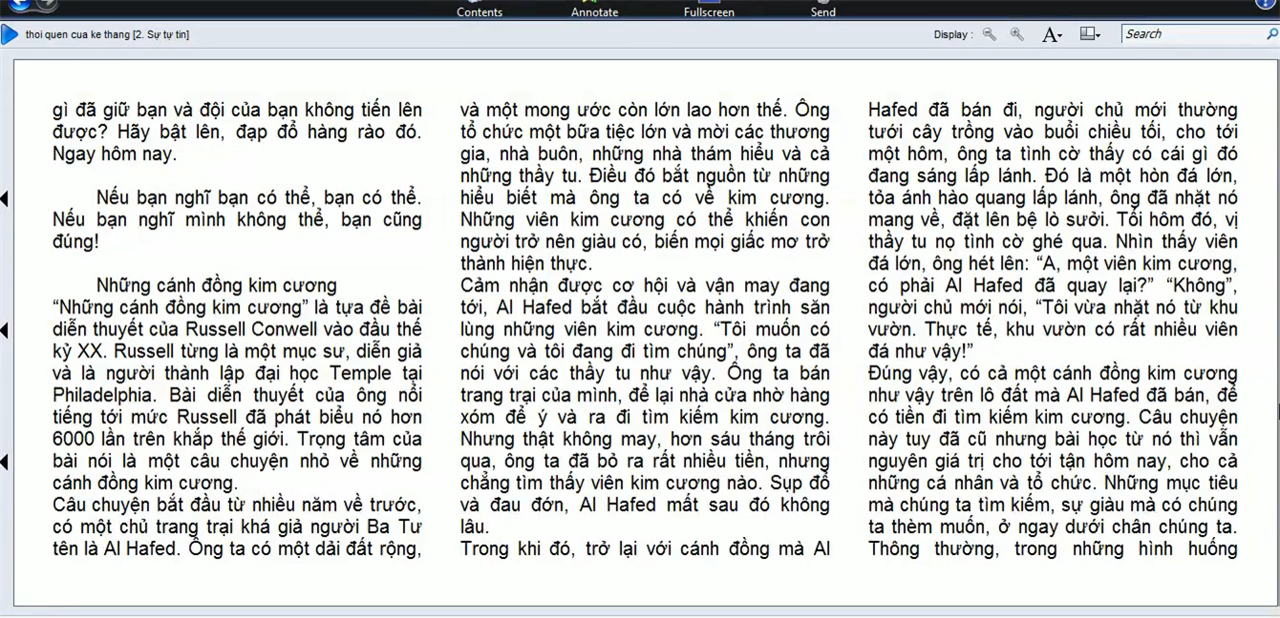 Contents
Annotate
Fullscreen
Send
thoi quen cua ke thang [2. Sự tự tin]
Display :
A
Search
gì đã giữ bạn và đội của bạn không tiến lên
được? Hãy bật lên, đạp đổ hàng rào đó.
Ngay hôm nay.
Nếu bạn nghĩ bạn có thể, bạn có thể.
Nếu bạn nghĩ mình không thể, bạn cũng
đúng!
Những cánh đồng kim cương
“Những cánh đồng kim cương” là tựa đề bài
diễn thuyết của Russell Conwell vào đầu thế
kỷ XX. Russell từng là một mục sư, diễn giả
và là người thành lập đại học Temple tại
Philadelphia. Bài diễn thuyết của ông nổi
tiếng tới mức Russell đã phát biểu nó hơn
6000 lần trên khắp thế giới. Trọng tâm của
bài nói là một câu chuyện nhỏ về những
cánh đồng kim cương.
Câu chuyện bắt đầu từ nhiều năm về trước,
có một chủ trang trại khá giả người Ba Tư
tên là Al Hafed. Ông ta có một dải đất rộng,
và một mong ước còn lớn lao hơn thế. Ông
tổ chức một bữa tiệc lớn và mời các thương
gia, nhà buôn, những nhà thám hiểu và cả
những thầy tu. Điều đó bắt nguồn từ những
hiểu biết mà ông ta có về kim cương.
Những viên kim cương có thể khiến con
người trở nên giàu có, biến mọi giấc mơ trở
thành hiện thực.
Cảm nhận được cơ hội và vận may đang
tới, Al Hafed bắt đầu cuộc hành trình săn
lùng những viên kim cương. “Tôi muốn có
chúng và tôi đang đi tìm chúng”, ông ta đã
nói với các thầy tu như vậy. Ông ta bán
trang trại của mình, để lại nhà cửa nhờ hàng
xóm để ý và ra đi tìm kiếm kim cương.
Nhưng thật không may, hơn sáu tháng trôi
qua, ông ta đã bỏ ra rất nhiều tiền, nhưng
chẳng tìm thấy viên kim cương nào. Sụp đổ
và đau đớn, Al Hafed mất sau đó không
lâu.
Trong khi đó, trở lại với cánh đồng mà Al
Hafed đã bán đi, người chủ mới thường
tưới cây trồng vào buổi chiều tối, cho tới
một hôm, ông ta tình cờ thấy có cái gì đó
đang sáng lấp lánh. Đó là một hòn đá lớn,
tỏa ánh hào quang lấp lánh, ông đã nhặt nó
mang về, đặt lên bệ lò sưởi. Tối hôm đó, vị
thầy tu nọ tình cờ ghé qua. Nhìn thấy viên
đá lớn, ông hét lên: “A, một viên kim cương,
có phải Al Hafed đã quay lại?” “Không”,
người chủ mới nói, “Tôi vừa nhặt nó từ khu
vườn. Thực tế, khu vườn có rất nhiều viên
đá như vậy!”
Đúng vậy, có cả một cánh đồng kim cương
như vậy trên lô đất mà Al Hafed đã bán, để
có tiền đi tìm kiếm kim cương. Câu chuyện
này tuy đã cũ nhưng bài học từ nó thì vẫn
nguyên giá trị cho tới tận hôm nay, cho cả
những cá nhân và tổ chức. Những mục tiêu
mà chúng ta tìm kiếm, sự giàu mà có chúng
ta thèm muốn, ở ngay dưới chân chúng ta.
Thông thường, trong những hình huống